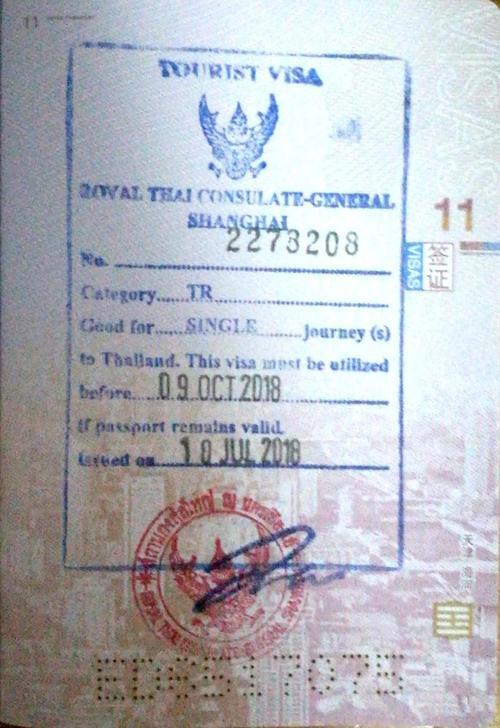 11
TOURIST VISA
ROYAL THAI CONSULATE-GENERAL
SHANGHAI
2273208
No.
Category......TR
Good for......SINGLE......Journey (s)
to Thailand. This visa must be utilized
before....09 OCT 2018
if passport remains valid.
Issued on....10 JUL 2018
11
签证
VISAS